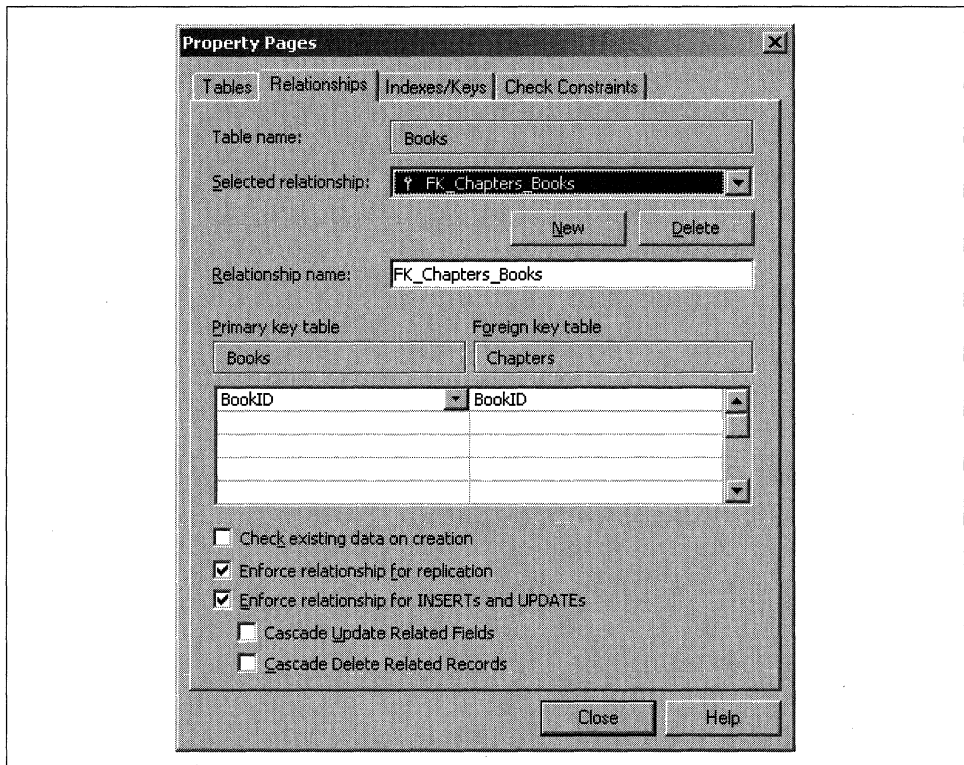 Property Pages
Tables Relationships Indexes/Keys Check Constraints
Table name: Books
Selected relationship: FK_Chapters_Books
New Delete
Relationship name: FK_Chapters_Books
Primary key table Foreign key table
Books Chapters
BookID BookID
Check existing data on creation
Enforce relationship for replication
Enforce relationship for INSERTs and UPDATEs
Cascade Update Related Fields
Cascade Delete Related Records
Close Help